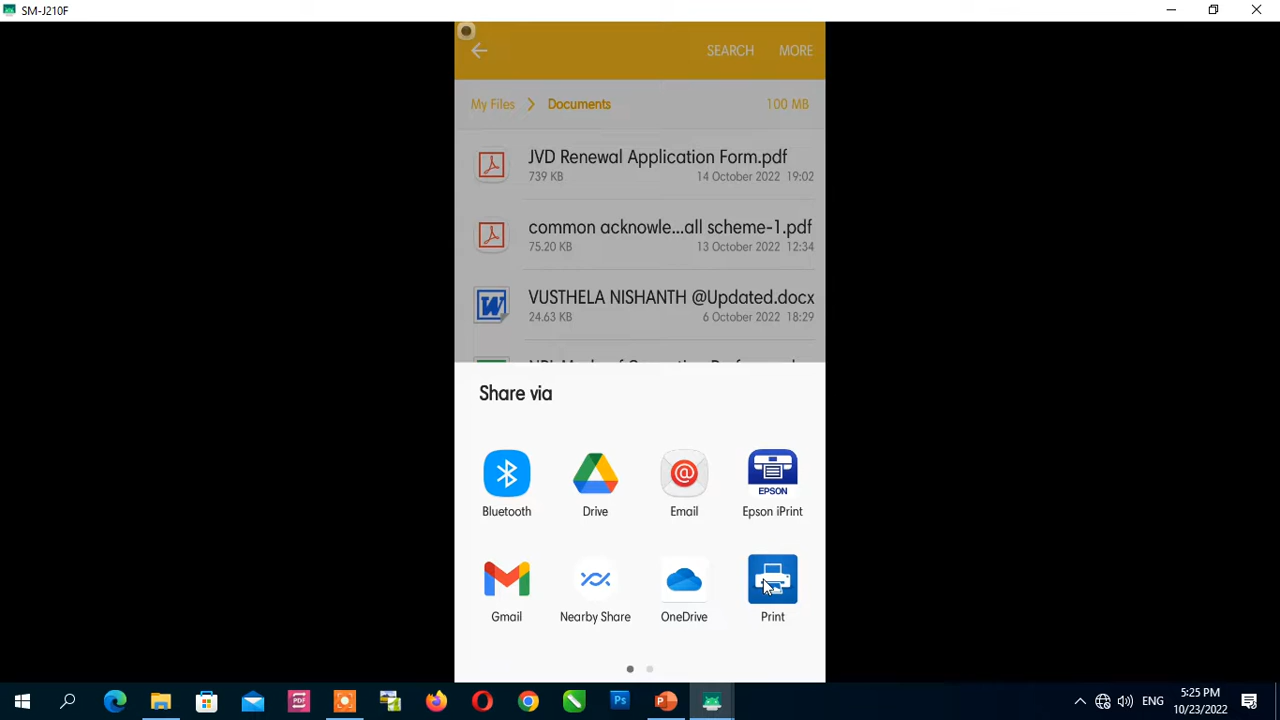 SM-J210F
SEARCH MORE
My Files Documents 100 MB
JVD Renewal Application Form.pdf
739 KB 14 October 2022 19:02
common acknowle...all scheme-1.pdf
75.20 KB 13 October 2022 12:34
VUSTHELA NISHANTH @Updated.docx
24.63 KB 6 October 2022 18:29
Share via
EPSON
Bluetooth Drive Email Epson iPrint
Gmail Nearby Share OneDrive Print
PDF Ps ENG 5:25 PM
10/23/2022